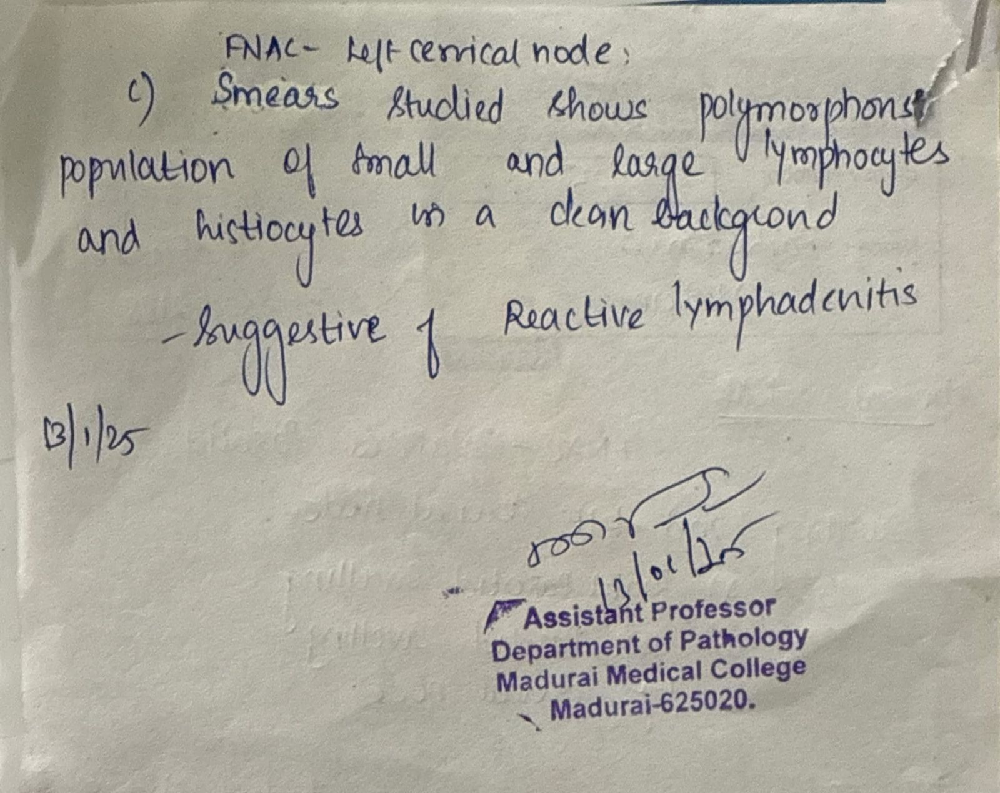 FNAC- Left cervical node:
c) Smears studied shows polymorphons
population of small and large lymphocytes
and histiocytes in a clean backgrond
- Suggestive of Reactive lymphadenitis
13/1/25
13/01/25
Assistant Professor
Department of Pathology
Madurai Medical College
Madurai-625020.